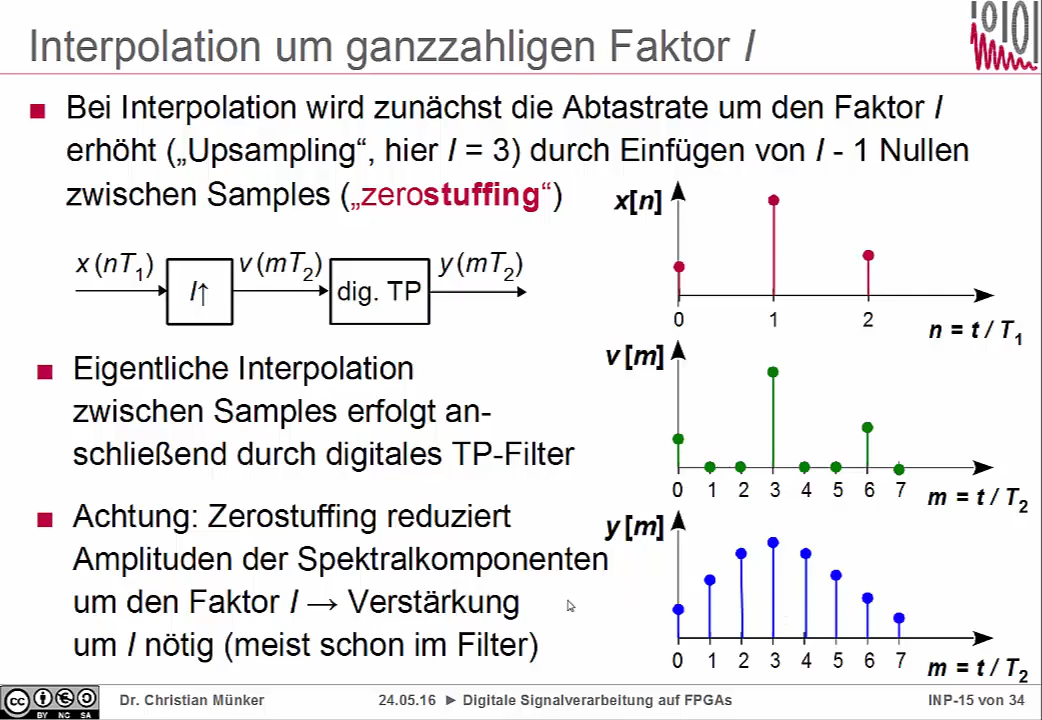 Interpolation um ganzzahligen Faktor I
Bei Interpolation wird zunächst die Abtastrate um den Faktor I
erhöht („Upsampling“, hier I = 3) durch Einfügen von I - 1 Nullen
zwischen Samples („zerostuffing“)
x (nT1)
I↑
v (mT2)
dig. TP
y (mT2)
Eigentliche Interpolation
zwischen Samples erfolgt an-
schließend durch digitales TP-Filter
Achtung: Zerostuffing reduziert
Amplituden der Spektralkomponenten
um den Faktor I → Verstärkung
um I nötig (meist schon im Filter)
x[n]
0 1 2
n = t / T1
v [m]
0 1 2 3 4 5 6 7
m = t / T2
y [m]
0 1 2 3 4 5 6 7
m = t / T2
cc BY NC SA
Dr. Christian Münker
24.05.16 ► Digitale Signalverarbeitung auf FPGAs
INP-15 von 34